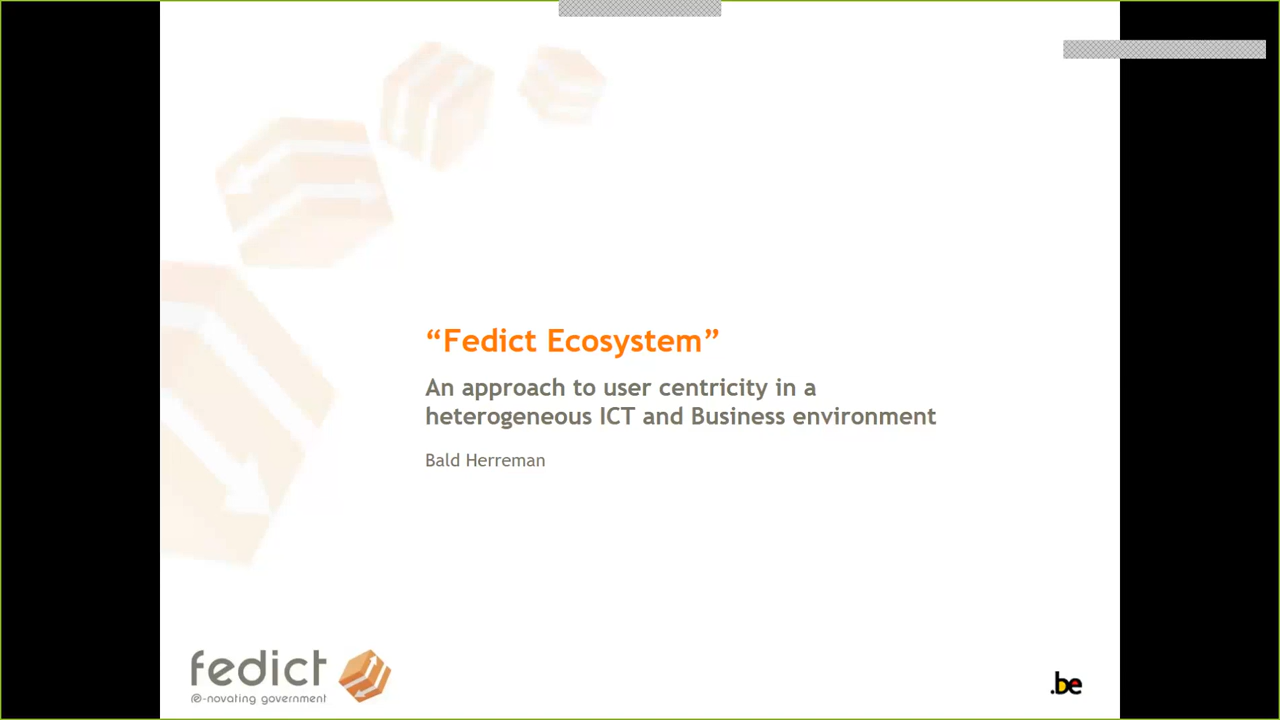 “Fedict Ecosystem”
An approach to user centricity in a
heterogeneous ICT and Business environment
Bald Herreman
fedict
e-novating government
.be